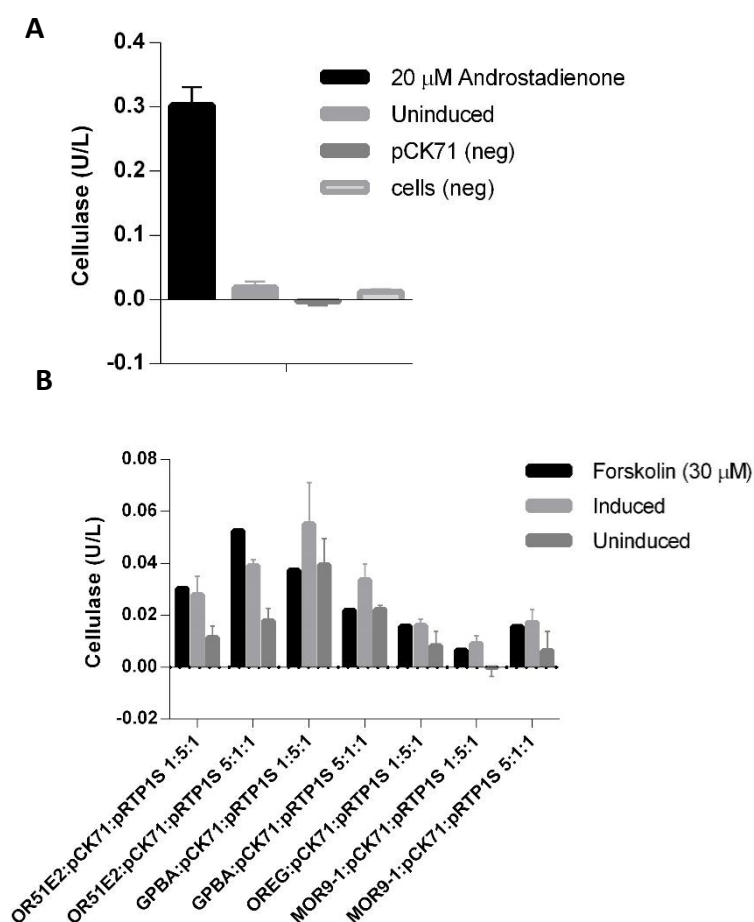 A
0.4
0.3
0.2
0.1
0.0
-0.1
Cellulase (U/L)
20 μM Androstadienone
Uninduced
pCK71 (neg)
cells (neg)
B
0.08
0.06
0.04
0.02
0.00
-0.02
Cellulase (U/L)
Forskolin (30 μM)
Induced
Uninduced
OR51E2:pCK71:pRTP1S 1:5:1
OR51E2:pCK71:pRTP1S 5:1:1
GPBA:pCK71:pRTP1S 1:5:1
GPBA:pCK71:pRTP1S 5:1:1
OREG:pCK71:pRTP1S 1:5:1
MOR9-1:pCK71:pRTP1S 1:5:1
MOR9-1:pCK71:pRTP1S 5:1:1